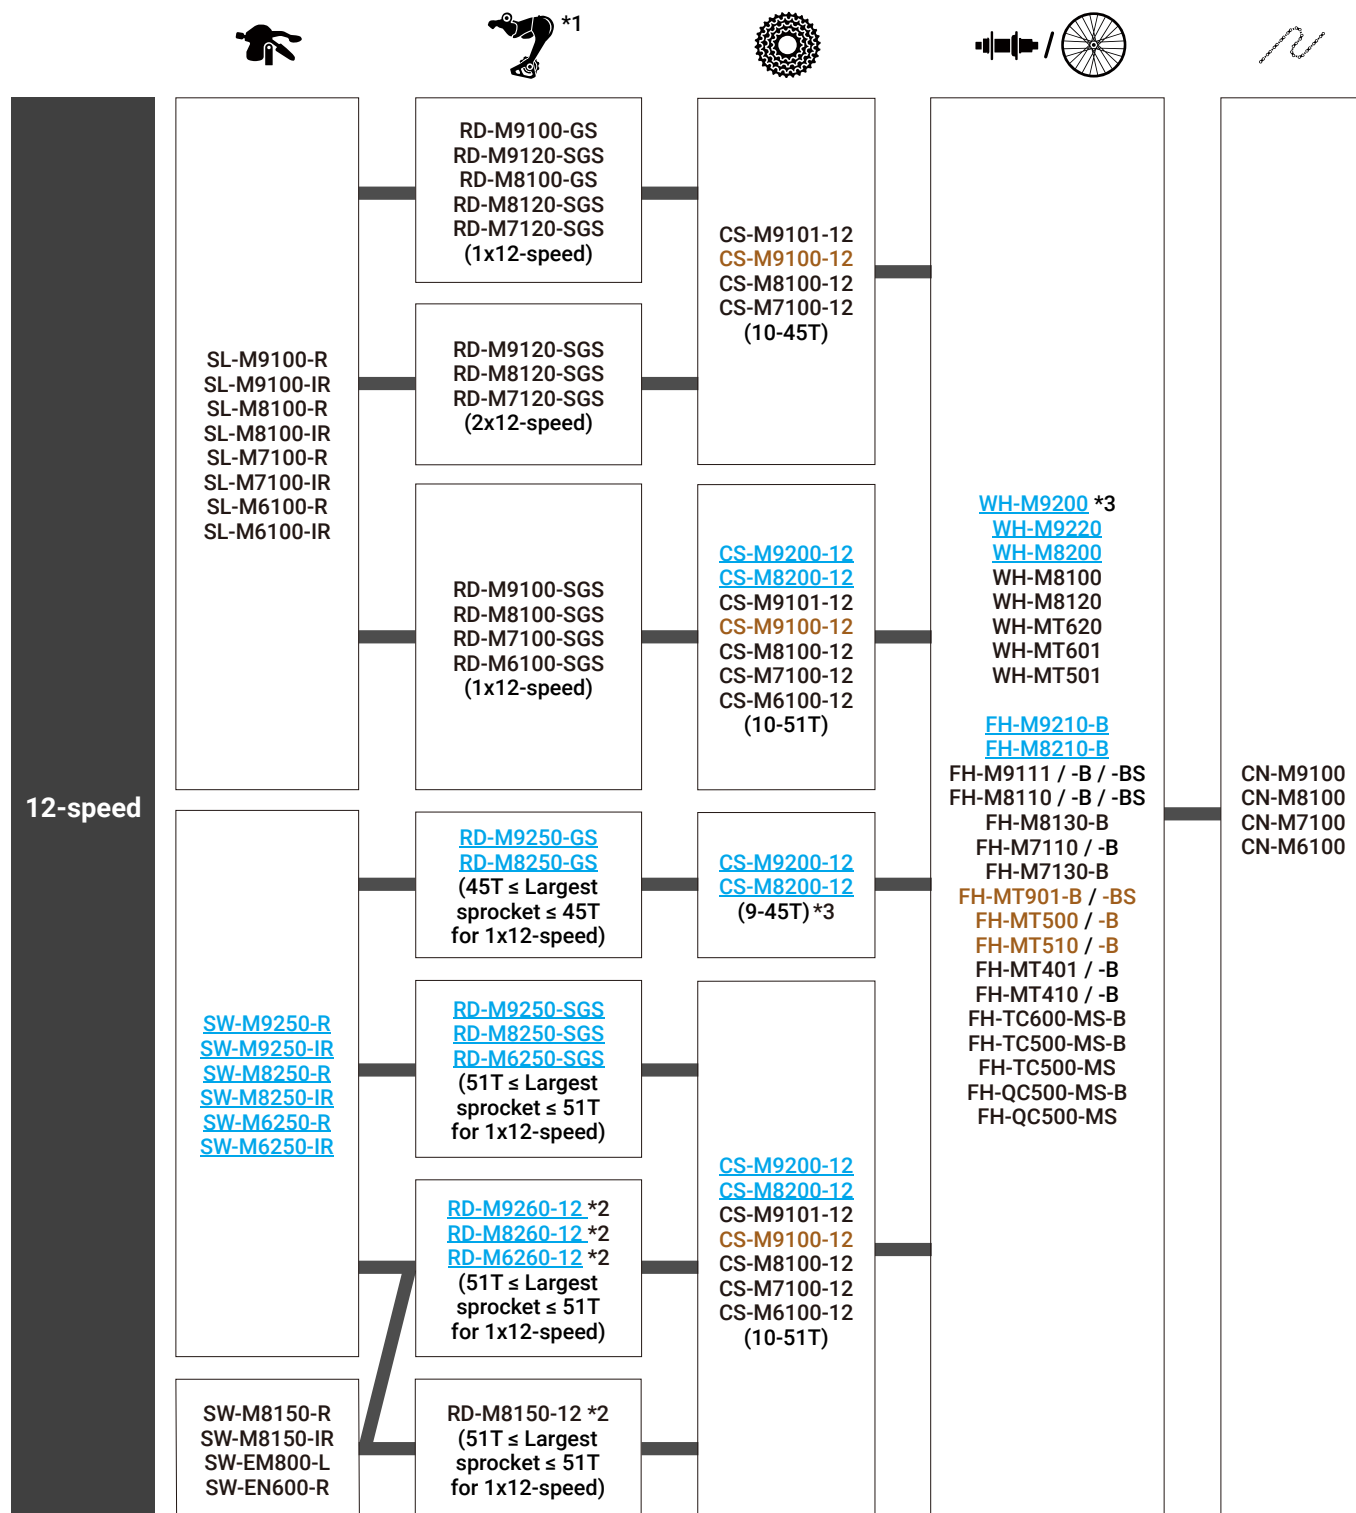 *1
/
12-speed
SL-M9100-R
SL-M9100-IR
SL-M8100-R
SL-M8100-IR
SL-M7100-R
SL-M7100-IR
SL-M6100-R
SL-M6100-IR
SW-M9250-R
SW-M9250-IR
SW-M8250-R
SW-M8250-IR
SW-M6250-R
SW-M6250-IR
SW-M8150-R
SW-M8150-IR
SW-EM800-L
SW-EN600-R
RD-M9100-GS
RD-M9120-SGS
RD-M8100-GS
RD-M8120-SGS
RD-M7120-SGS
(1x12-speed)
RD-M9120-SGS
RD-M8120-SGS
RD-M7120-SGS
(2x12-speed)
RD-M9100-SGS
RD-M8100-SGS
RD-M7100-SGS
RD-M6100-SGS
(1x12-speed)
RD-M9250-GS
RD-M8250-GS
(45T ≤ Largest
sprocket ≤ 45T
for 1x12-speed)
RD-M9250-SGS
RD-M8250-SGS
RD-M6250-SGS
(51T ≤ Largest
sprocket ≤ 51T
for 1x12-speed)
RD-M9260-12 *2
RD-M8260-12 *2
RD-M6260-12 *2
(51T ≤ Largest
sprocket ≤ 51T
for 1x12-speed)
RD-M8150-12 *2
(51T ≤ Largest
sprocket ≤ 51T
for 1x12-speed)
CS-M9101-12
CS-M9100-12
CS-M8100-12
CS-M7100-12
(10-45T)
CS-M9200-12
CS-M8200-12
CS-M9101-12
CS-M9100-12
CS-M8100-12
CS-M7100-12
CS-M6100-12
(10-51T)
CS-M9200-12
CS-M8200-12
(9-45T) *3
CS-M9200-12
CS-M8200-12
CS-M9101-12
CS-M9100-12
CS-M8100-12
CS-M7100-12
CS-M6100-12
(10-51T)
WH-M9200 *3
WH-M9220
WH-M8200
WH-M8100
WH-M8120
WH-MT620
WH-MT601
WH-MT501
FH-M9210-B
FH-M8210-B
FH-M9111 / -B / -BS
FH-M8110 / -B / -BS
FH-M8130-B
FH-M7110 / -B
FH-M7130-B
FH-MT901-B / -BS
FH-MT500 / -B
FH-MT510 / -B
FH-MT401 / -B
FH-MT410 / -B
FH-TC600-MS-B
FH-TC500-MS-B
FH-TC500-MS
FH-QC500-MS-B
FH-QC500-MS
CN-M9100
CN-M8100
CN-M7100
CN-M6100